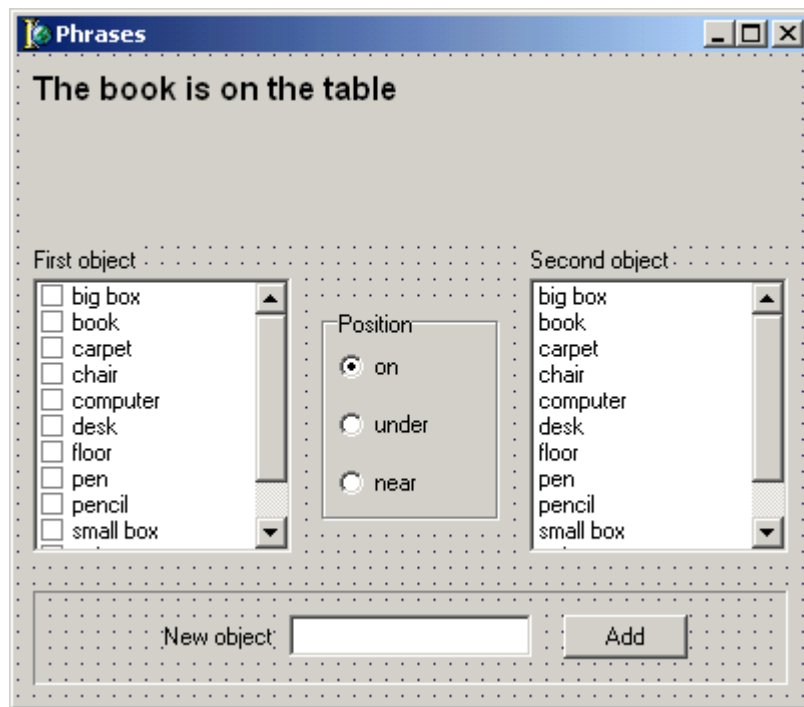 Phrases
The book is on the table
First object
big box
book
carpet
chair
computer
desk
floor
pen
pencil
small box
Position
on
under
near
Second object
big box
book
carpet
chair
computer
desk
floor
pen
pencil
small box
New object
Add